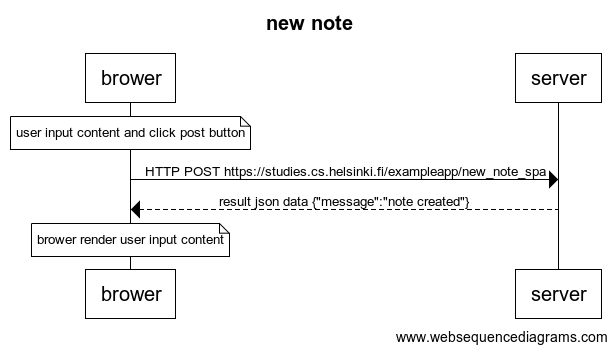 new note
brower
server
user input content and click post button
HTTP POST https://studies.cs.helsinki.fi/exampleapp/new_note_spa
result json data {"message":"note created"}
brower render user input content
brower
server
www.websequencediagrams.com